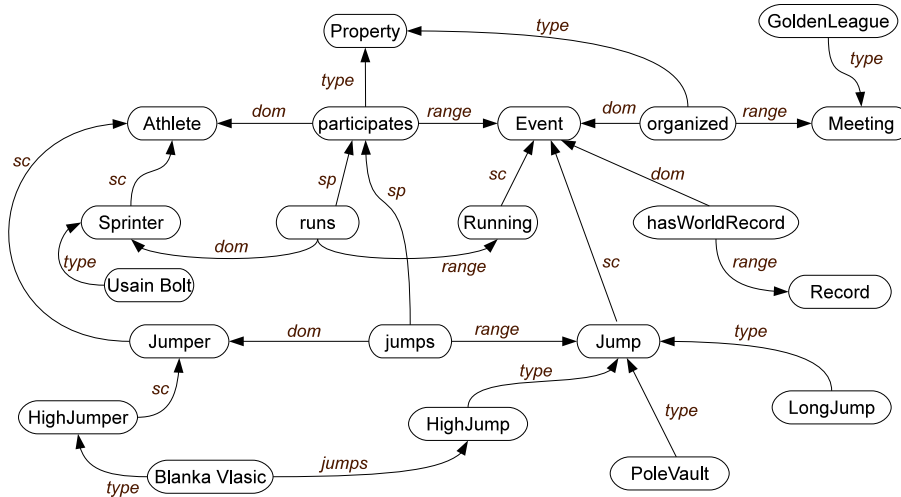 GoldenLeague
type
Property
type
type
dom
range
dom
range
Athlete
participates
Event
organized
Meeting
sc
sc
sp
sp
sc
dom
Sprinter
runs
Running
hasWorldRecord
dom
type
range
range
sc
Usain Bolt
Record
dom
range
type
Jumper
jumps
Jump
sc
type
HighJumper
HighJump
type
LongJump
type
Blanka Vlasic
jumps
PoleVault